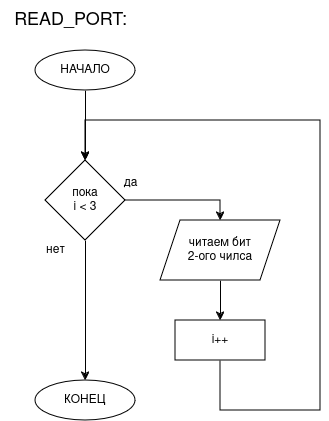 READ_PORT:
НАЧАЛО
пока
i < 3
да
нет
читаем бит
2-ого чилса
i++
КОНЕЦ